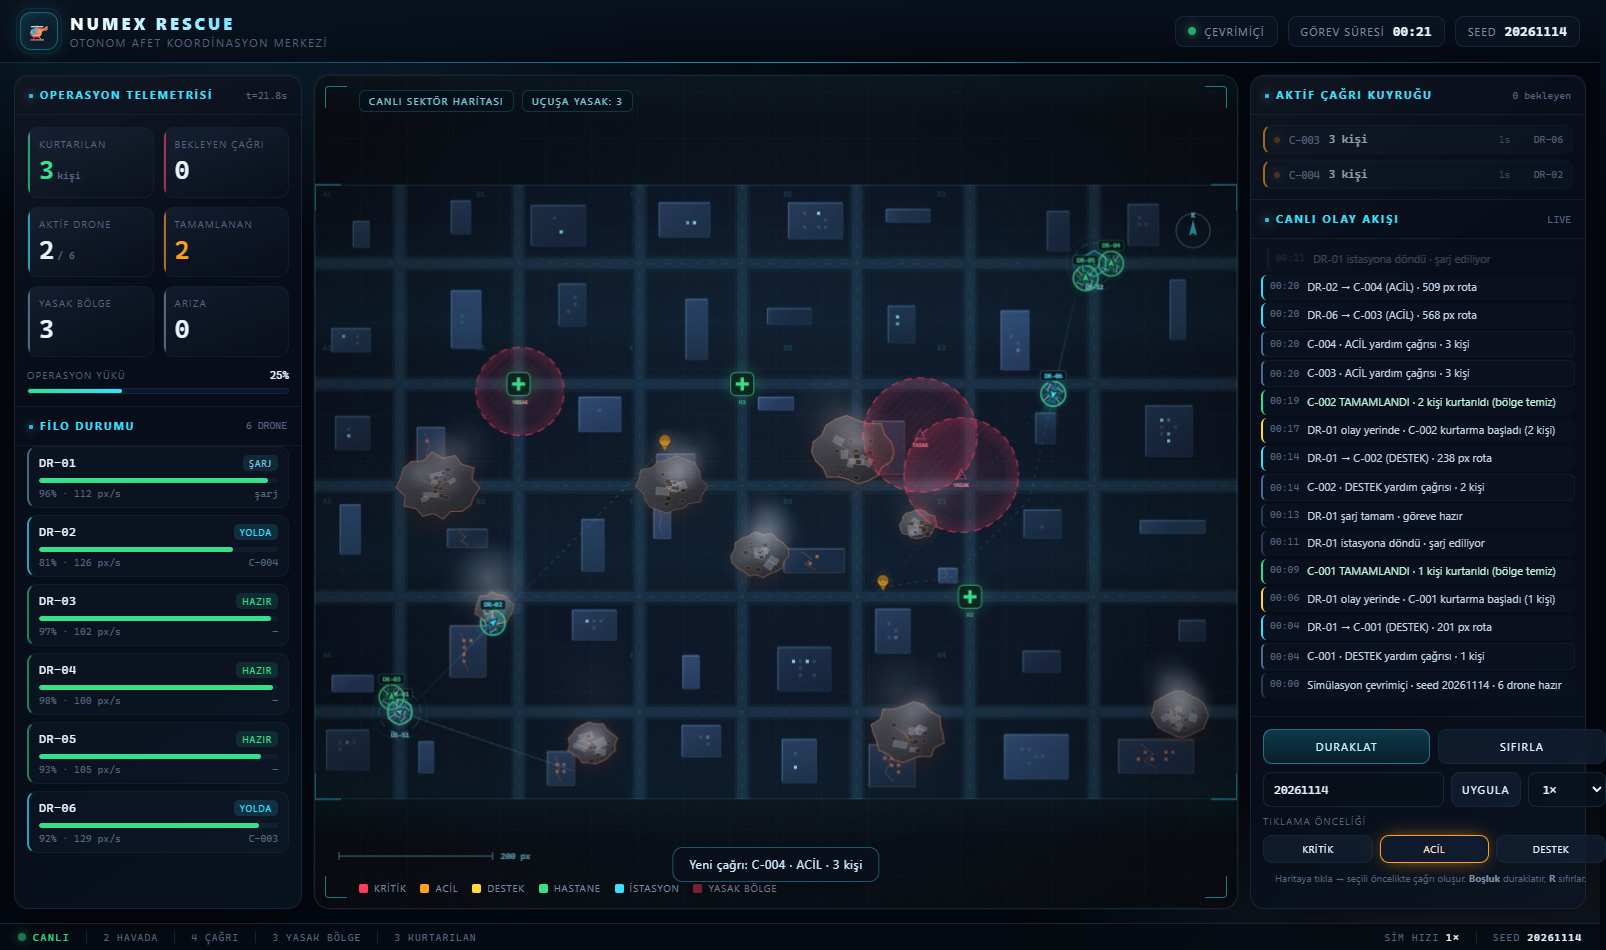 NUMEX RESCUE
OTONOM AFET KOORDİNASYON MERKEZİ
ÇEVRİMİÇİ
GÖREV SÜRESİ 00:21
SEED 20261114
OPERASYON TELEMETRİSİ t=21.8s
KURTARILAN
3 kişi
BEKLEYEN ÇAĞRI
0
AKTİF DRONE
2 / 6
TAMAMLANAN
2
YASAK BÖLGE
3
ARIZA
0
OPERASYON YÜKÜ 25%
FİLO DURUMU 6 DRONE
DR-01 ŞARJ
96% · 112 px/s şarj
DR-02 YOLDA
81% · 126 px/s C-004
DR-03 HAZIR
97% · 102 px/s —
DR-04 HAZIR
98% · 100 px/s —
DR-05 HAZIR
93% · 105 px/s —
DR-06 YOLDA
92% · 129 px/s C-003
CANLI SEKTÖR HARİTASI
UÇUŞA YASAK: 3
K
DR-04
DR-05
DR-06
YASAK
H3
YASAK
YASAK
DR-02
DR-03
200 px
Yeni çağrı: C-004 · ACİL · 3 kişi
KRİTİK ACİL DESTEK HASTANE İSTASYON YASAK BÖLGE
AKTİF ÇAĞRI KUYRUĞU 0 bekleyen
C-003 3 kişi 1s DR-06
C-004 3 kişi 1s DR-02
CANLI OLAY AKIŞI LIVE
00:21 DR-01 istasyona döndü · şarj ediliyor
00:20 DR-02 → C-004 (ACİL) · 509 px rota
00:20 DR-06 → C-003 (ACİL) · 568 px rota
00:20 C-004 · ACİL yardım çağrısı · 3 kişi
00:20 C-003 · ACİL yardım çağrısı · 3 kişi
00:19 C-002 TAMAMLANDI · 2 kişi kurtarıldı (bölge temiz)
00:17 DR-01 olay yerinde · C-002 kurtarma başladı (2 kişi)
00:14 DR-01 → C-002 (DESTEK) · 238 px rota
00:14 C-002 · DESTEK yardım çağrısı · 2 kişi
00:13 DR-01 şarj tamam · göreve hazır
00:11 DR-01 istasyona döndü · şarj ediliyor
00:09 C-001 TAMAMLANDI · 1 kişi kurtarıldı (bölge temiz)
00:06 DR-01 olay yerinde · C-001 kurtarma başladı (1 kişi)
00:04 DR-01 → C-001 (DESTEK) · 201 px rota
00:04 C-001 · DESTEK yardım çağrısı · 1 kişi
00:00 Simülasyon çevrimiçi · seed 20261114 · 6 drone hazır
DURAKLAT SIFIRLA
20261114 UYGULA 1×
TIKLAMA ÖNCELİĞİ
KRİTİK ACİL DESTEK
Haritaya tıkla → seçili öncelikte çağrı oluşur. Boşluk duraklatır, R sıfırlar.
CANLI 2 HAVADA 4 ÇAĞRI 3 YASAK BÖLGE 3 KURTARILAN
SİM HIZI 1× SEED 20261114